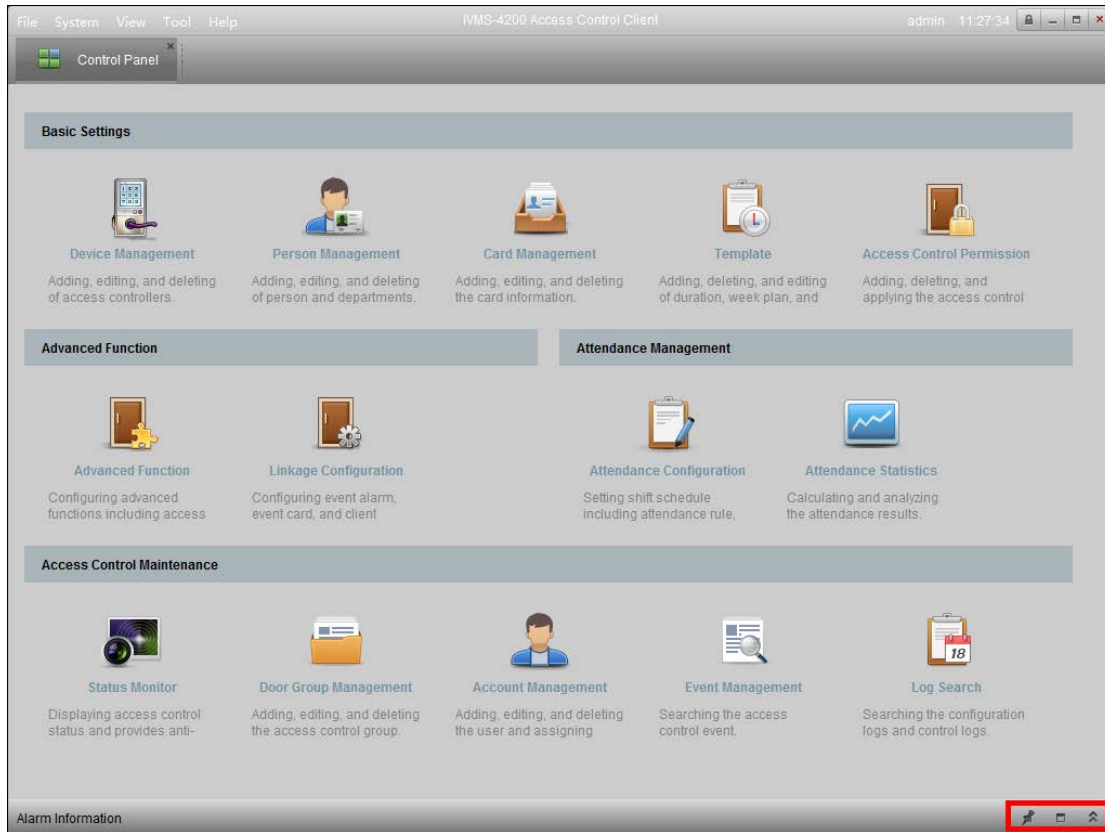 File System View Tool Help iVMS-4200 Access Control Client admin 11:27:34
Control Panel
Basic Settings
Device Management
Adding, editing, and deleting
of access controllers.
Person Management
Adding, editing, and deleting
of person and departments.
Card Management
Adding, editing, and deleting
the card information.
Template
Adding, deleting, and editing
of duration, week plan, and
Access Control Permission
Adding, deleting, and
applying the access control
Advanced Function
Advanced Function
Configuring advanced
functions including access
Linkage Configuration
Configuring event alarm,
event card, and client
Attendance Management
Attendance Configuration
Setting shift schedule
including attendance rule,
Attendance Statistics
Calculating and analyzing
the attendance results.
Access Control Maintenance
Status Monitor
Displaying access control
status and provides anti-
Door Group Management
Adding, editing, and deleting
the access control group.
Account Management
Adding, editing, and deleting
the user and assigning
Event Management
Searching the access
control event.
18
Log Search
Searching the configuration
logs and control logs.
Alarm Information